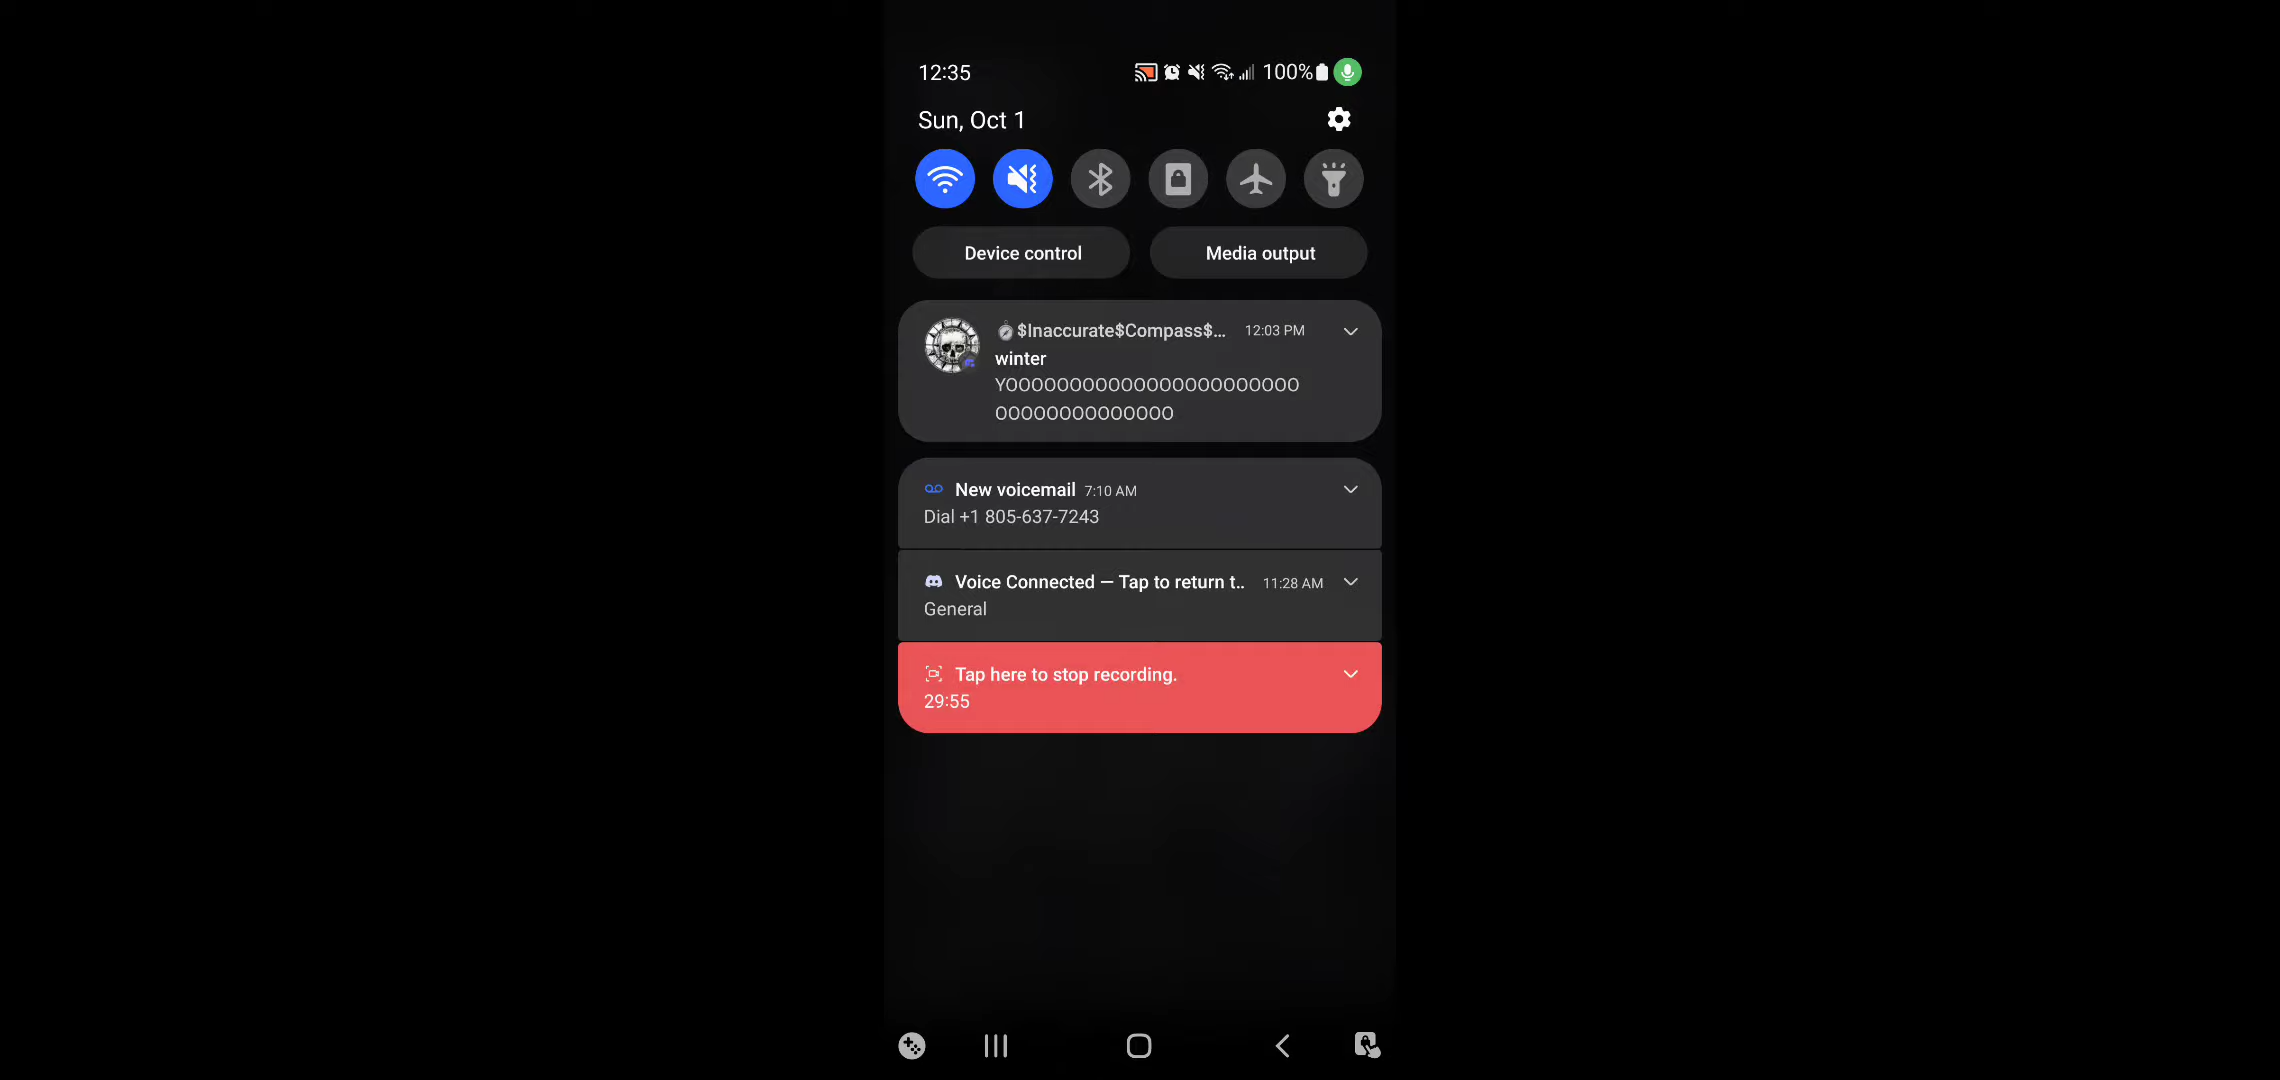 12:35
100%
Sun, Oct 1
Device control
Media output
$Inaccurate$Compass$... 12:03 PM
winter
YOOOOOOOOOOOOOOOOOOOOOOO
OOOOOOOOOOOOOO
New voicemail 7:10 AM
Dial +1 805-637-7243
Voice Connected — Tap to return t.. 11:28 AM
General
Tap here to stop recording.
29:55